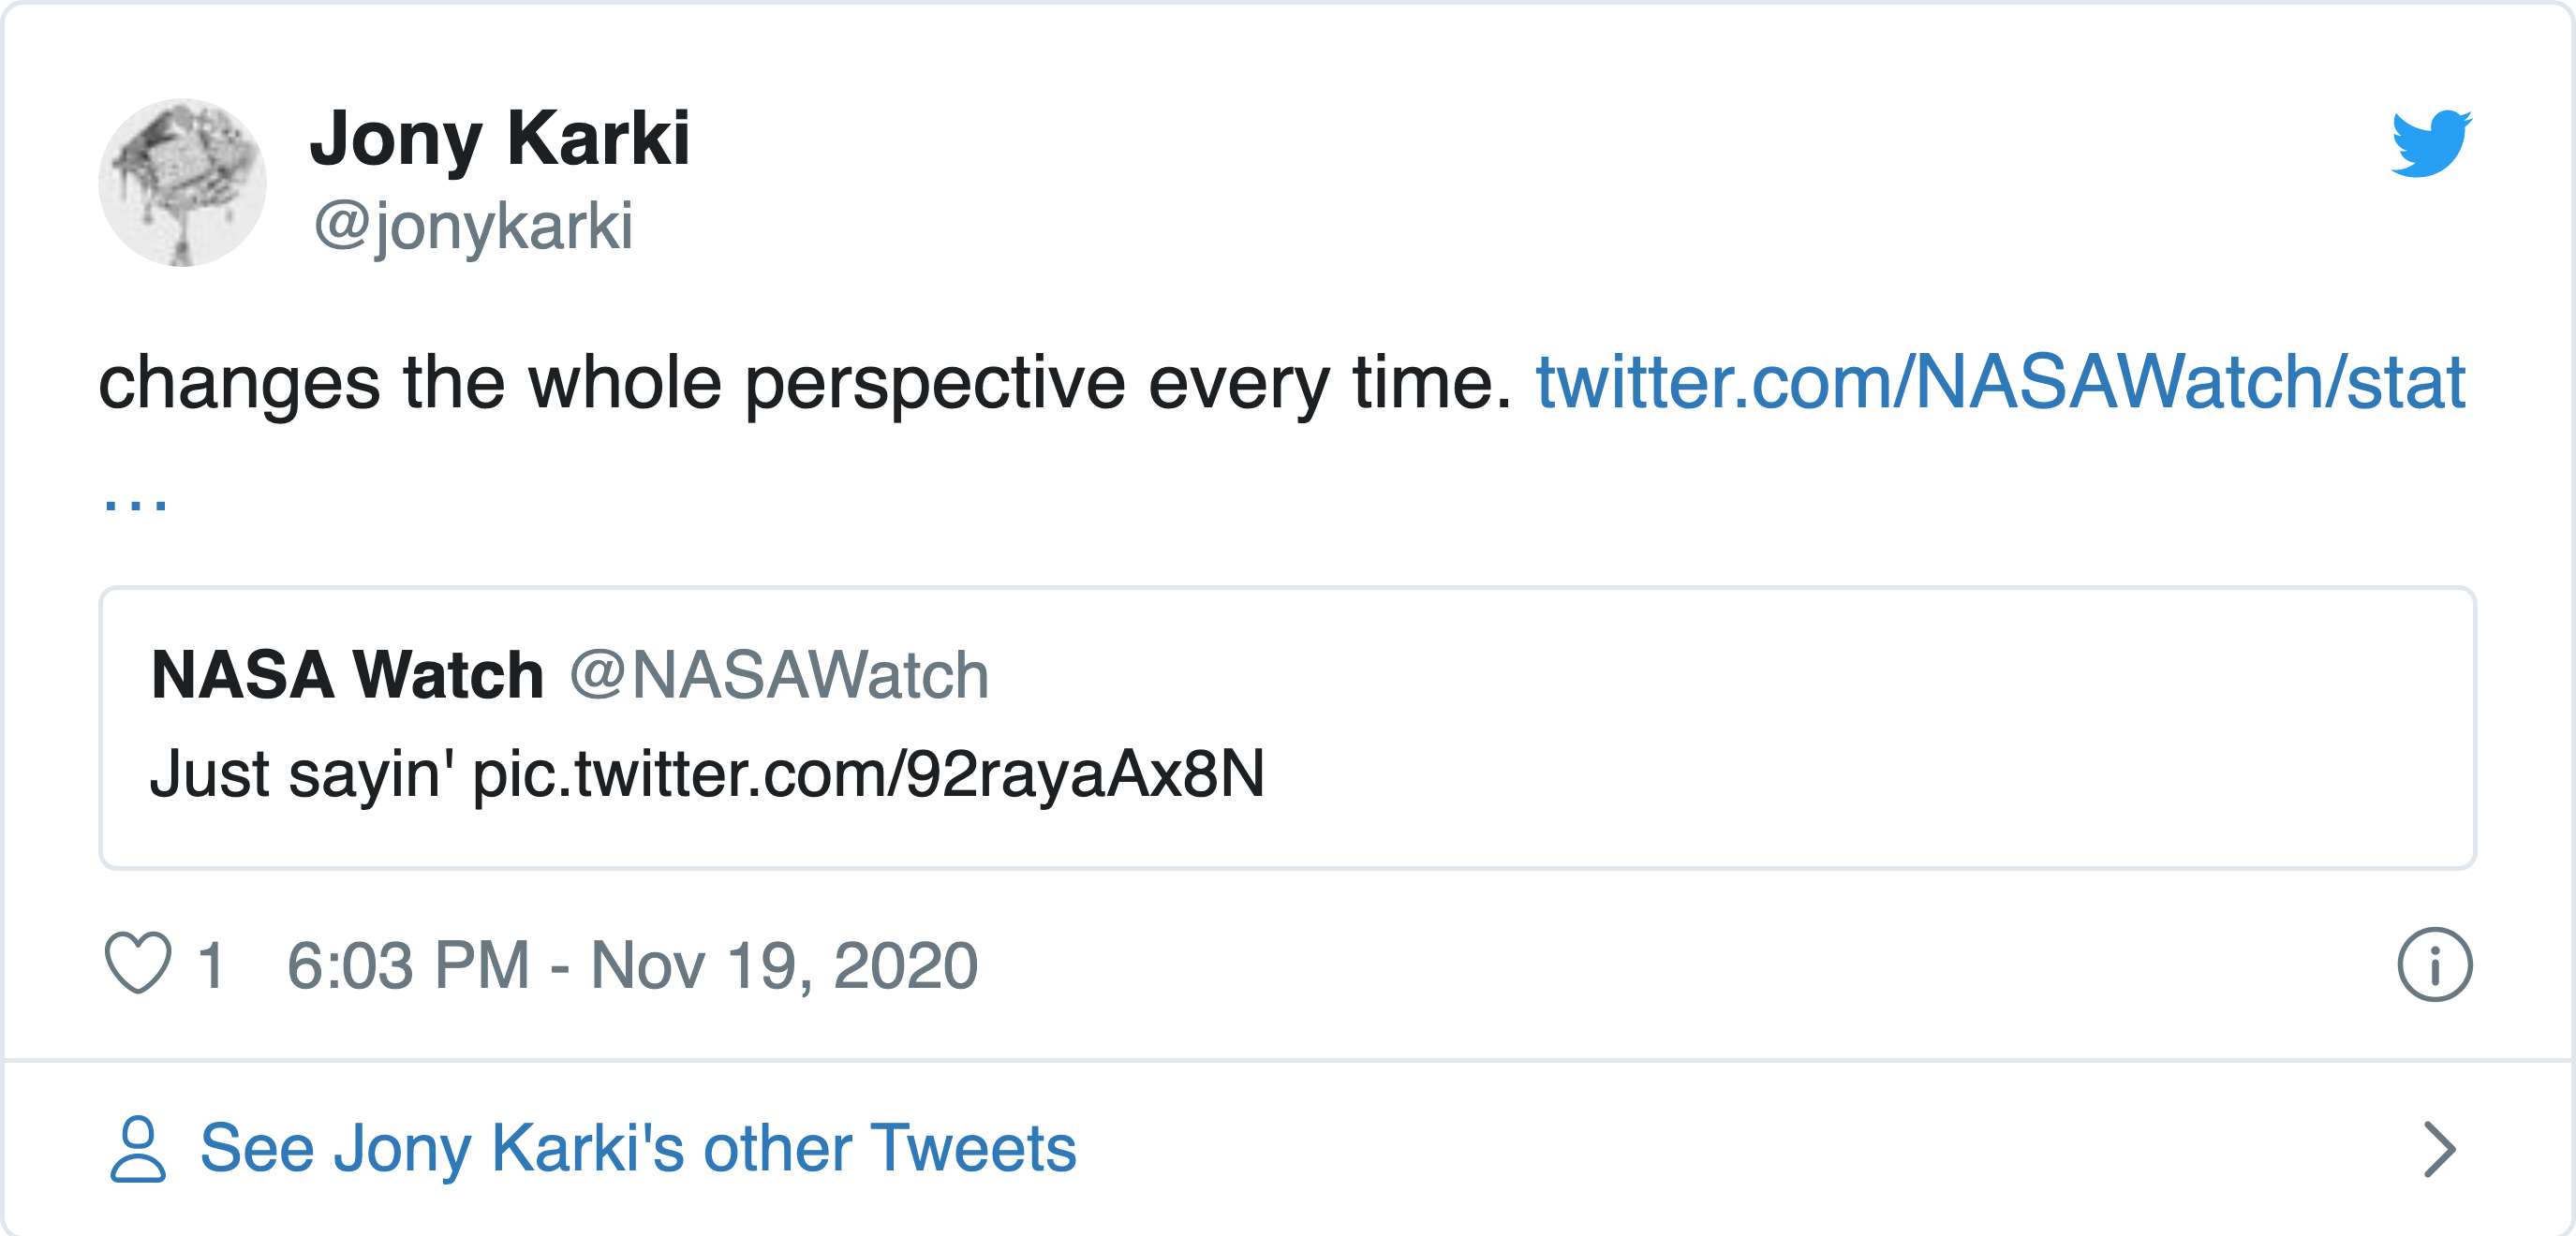 Jony Karki
@jonykarki
changes the whole perspective every time. twitter.com/NASAWatch/stat
…
NASA Watch @NASAWatch
Just sayin' pic.twitter.com/92rayaAx8N
1 6:03 PM - Nov 19, 2020
See Jony Karki's other Tweets